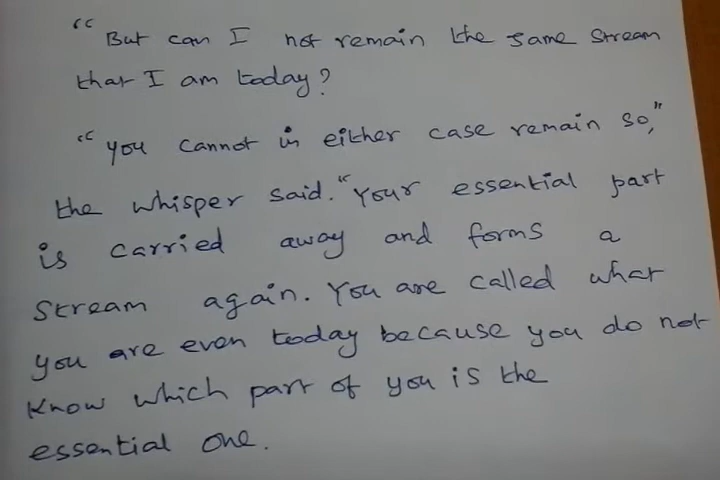 “But can I not remain the same stream
that I am today?
“you cannot in either case remain so,”
the whisper said. “Your essential part
is carried away and forms a
stream again. You are called what
you are even today because you do not
know which part of you is the
essential one.